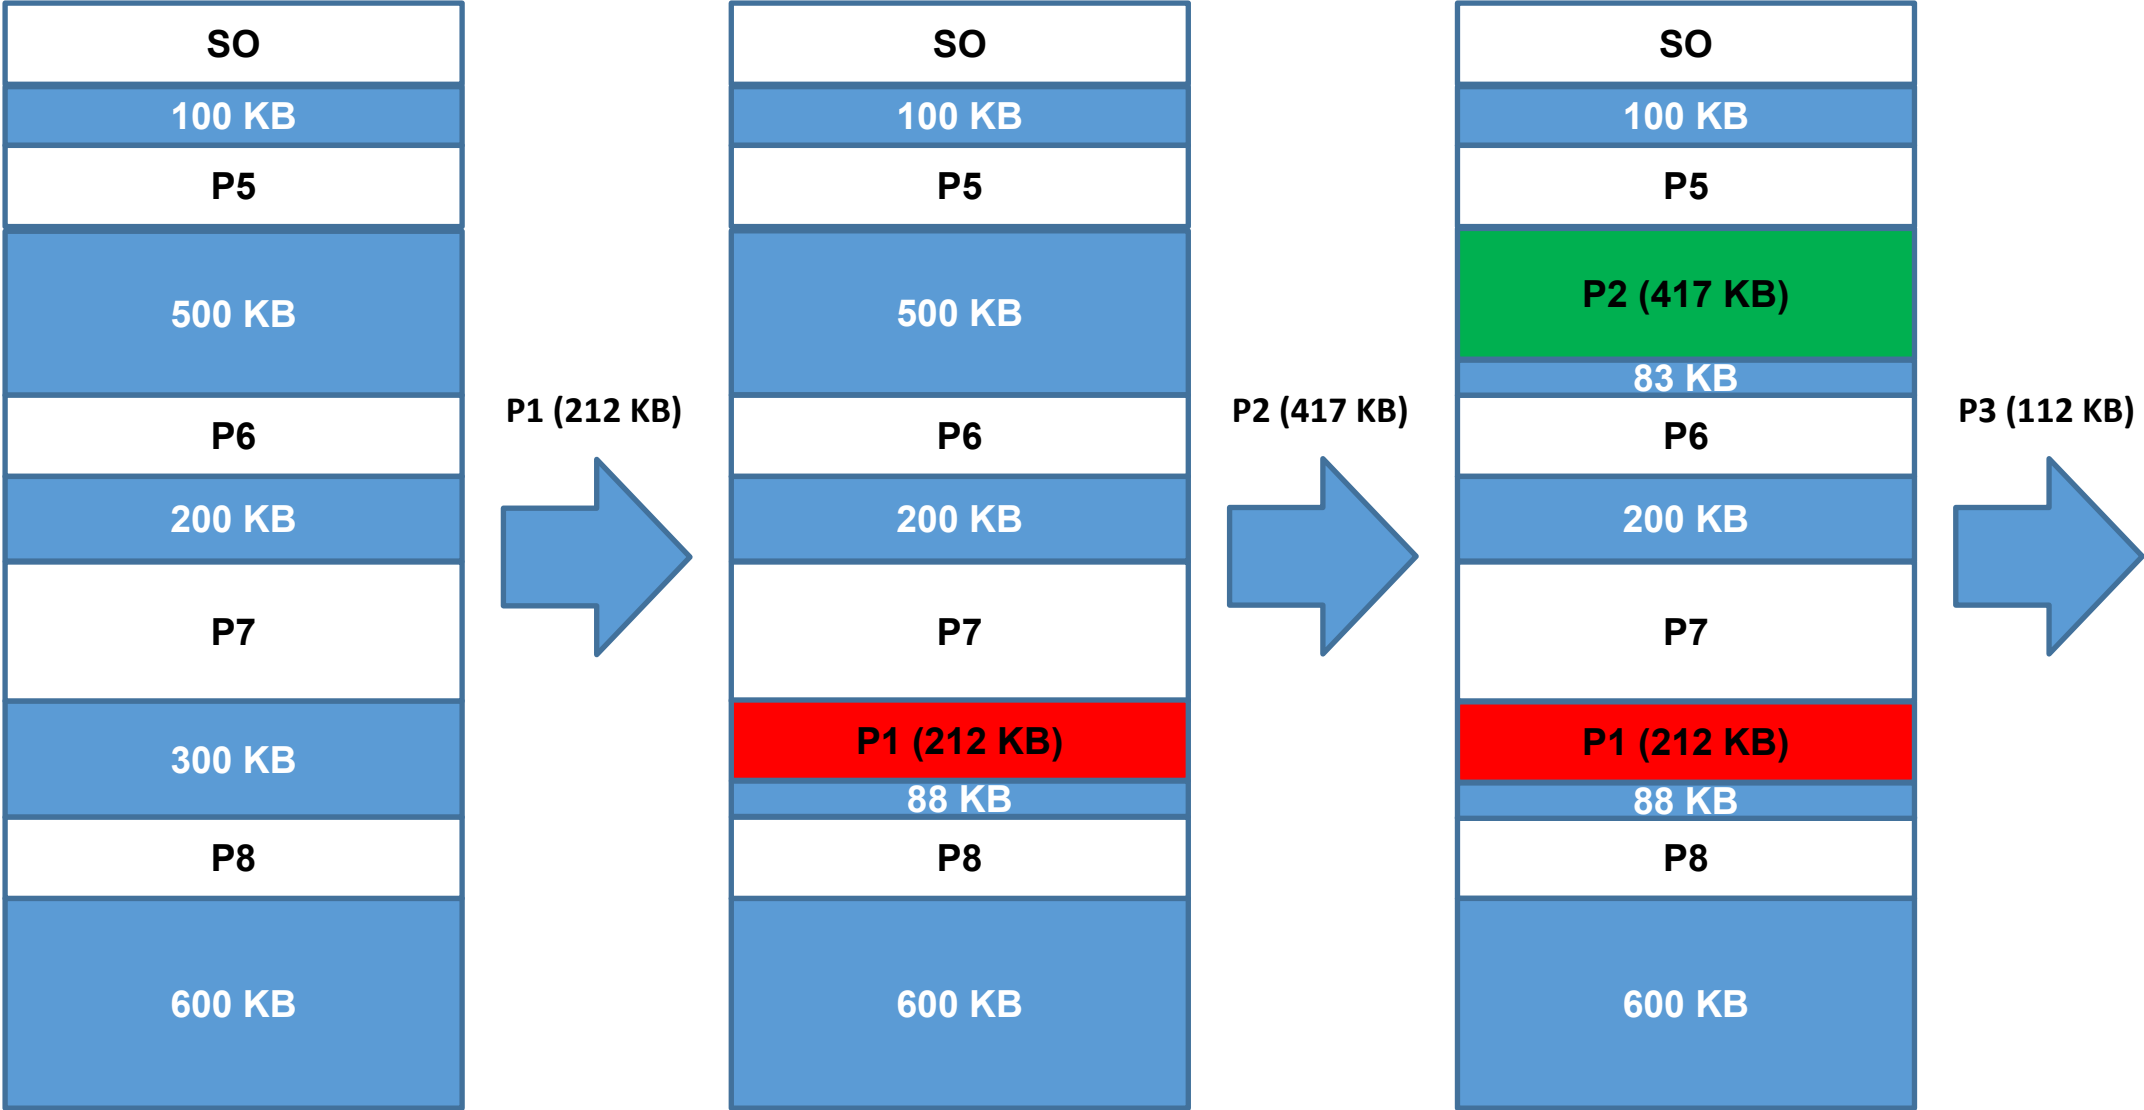 SO
100 KB
P5
500 KB
P6
200 KB
P7
300 KB
P8
600 KB
P1 (212 KB)
SO
100 KB
P5
500 KB
P6
200 KB
P7
P1 (212 KB)
88 KB
P8
600 KB
P2 (417 KB)
SO
100 KB
P5
P2 (417 KB)
83 KB
P6
200 KB
P7
P1 (212 KB)
88 KB
P8
600 KB
P3 (112 KB)